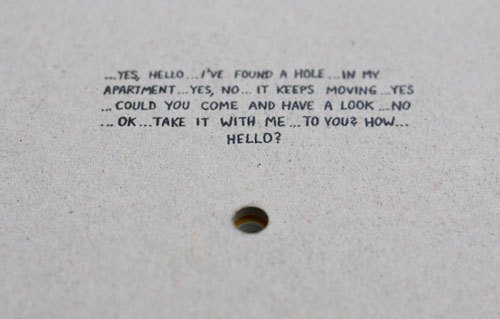 ...YES, HELLO...I'VE FOUND A HOLE...IN MY
APARTMENT...YES, NO...IT KEEPS MOVING...YES
...COULD YOU COME AND HAVE A LOOK...NO
...OK...TAKE IT WITH ME...TO YOU? HOW...
HELLO?